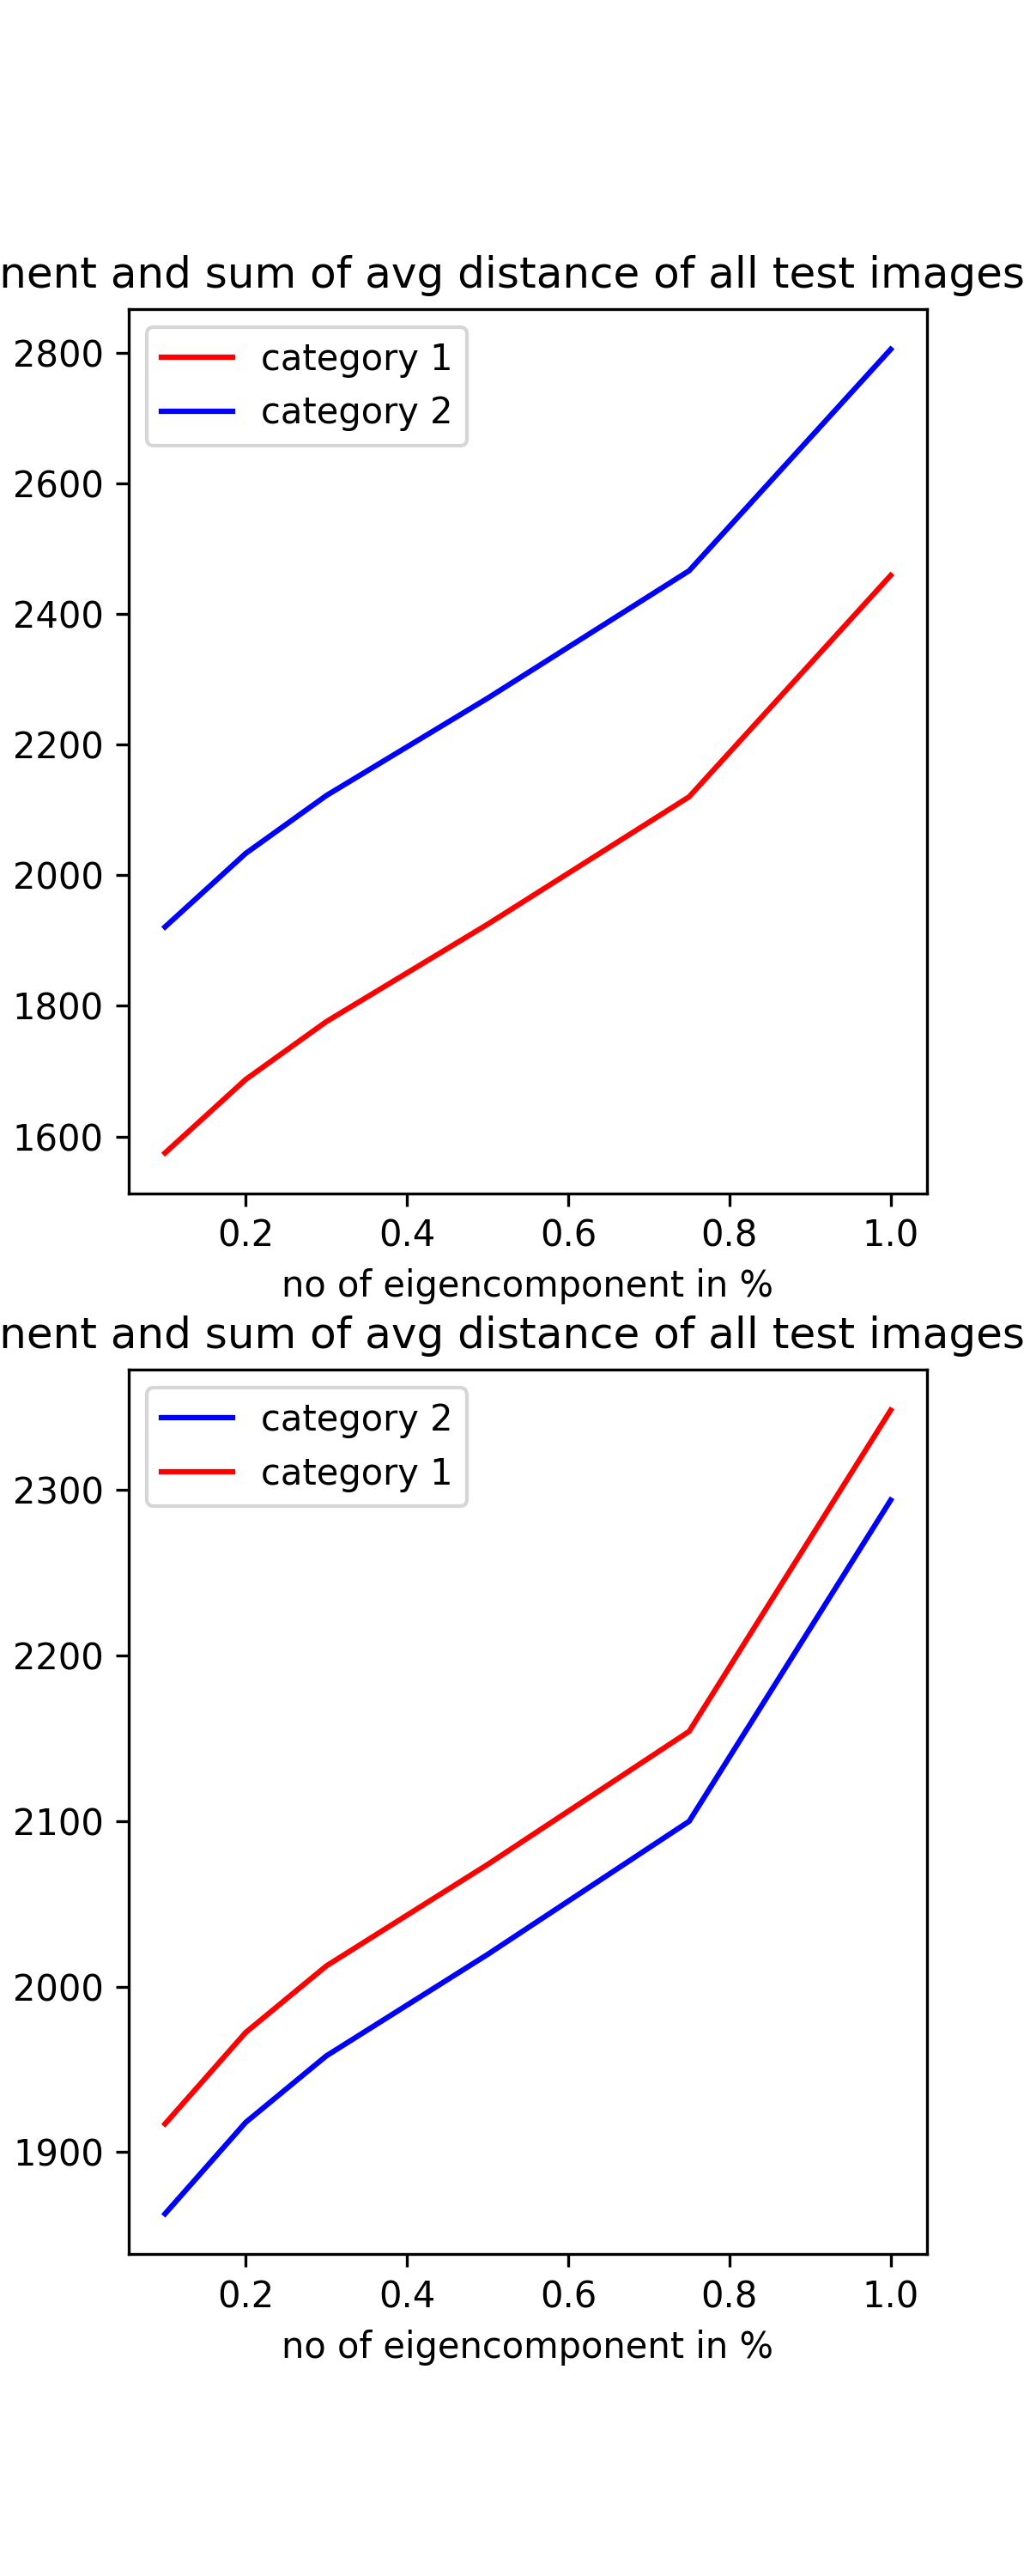 nent and sum of avg distance of all test images
category 1
category 2
2800
2600
2400
2200
2000
1800
1600
0.2 0.4 0.6 0.8 1.0
no of eigencomponent in %
nent and sum of avg distance of all test images
category 2
category 1
2300
2200
2100
2000
1900
0.2 0.4 0.6 0.8 1.0
no of eigencomponent in %